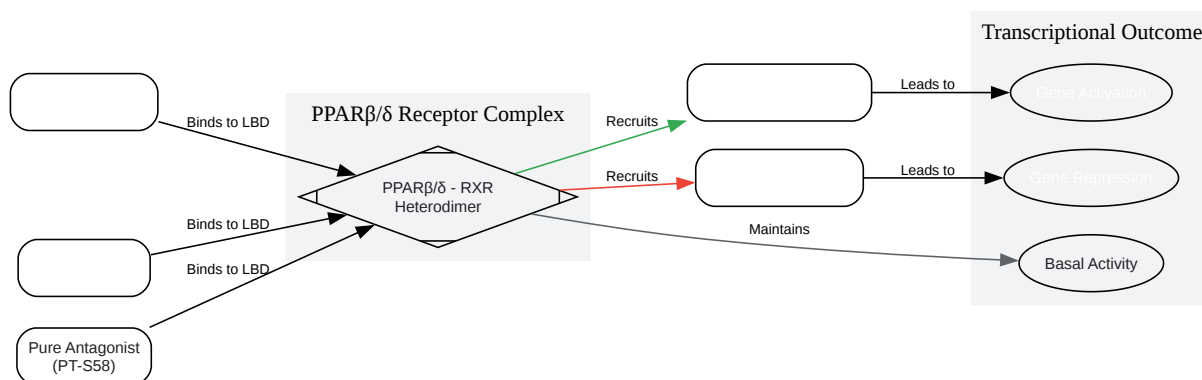 Transcriptional Outcome
PPARβ/δ Receptor Complex
Binds to LBD
Binds to LBD
Binds to LBD
Pure Antagonist
(PT-S58)
PPARβ/δ - RXR
Heterodimer
Recruits
Recruits
Maintains
Leads to
Leads to
Gene Activation
Gene Repression
Basal Activity